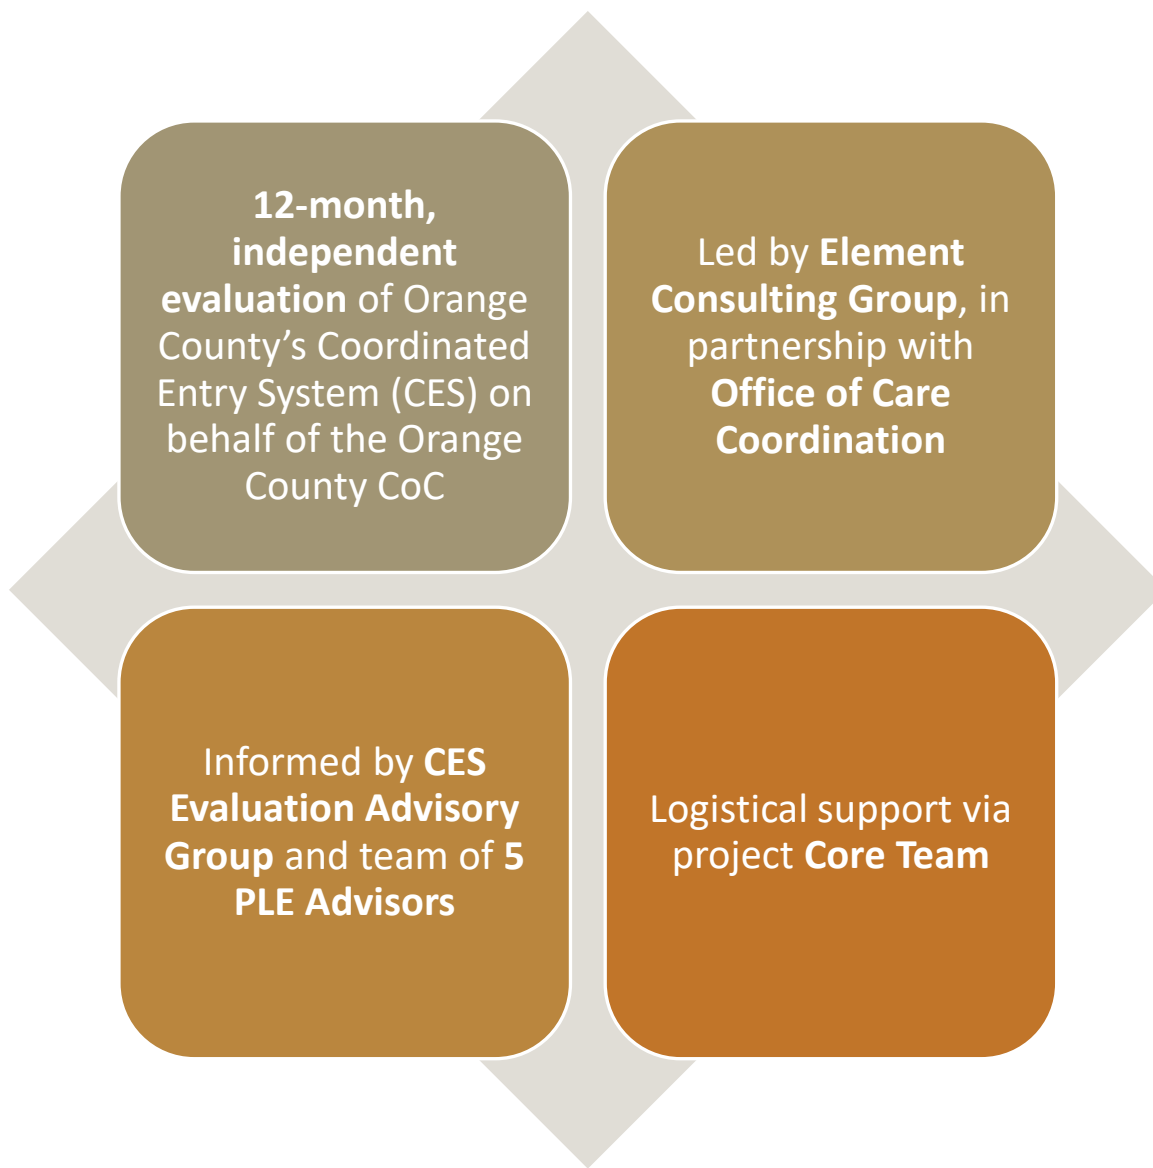 12-month,
independent
evaluation of Orange
County’s Coordinated
Entry System (CES) on
behalf of the Orange
County CoC
Led by Element
Consulting Group, in
partnership with
Office of Care
Coordination
Informed by CES
Evaluation Advisory
Group and team of 5
PLE Advisors
Logistical support via
project Core Team